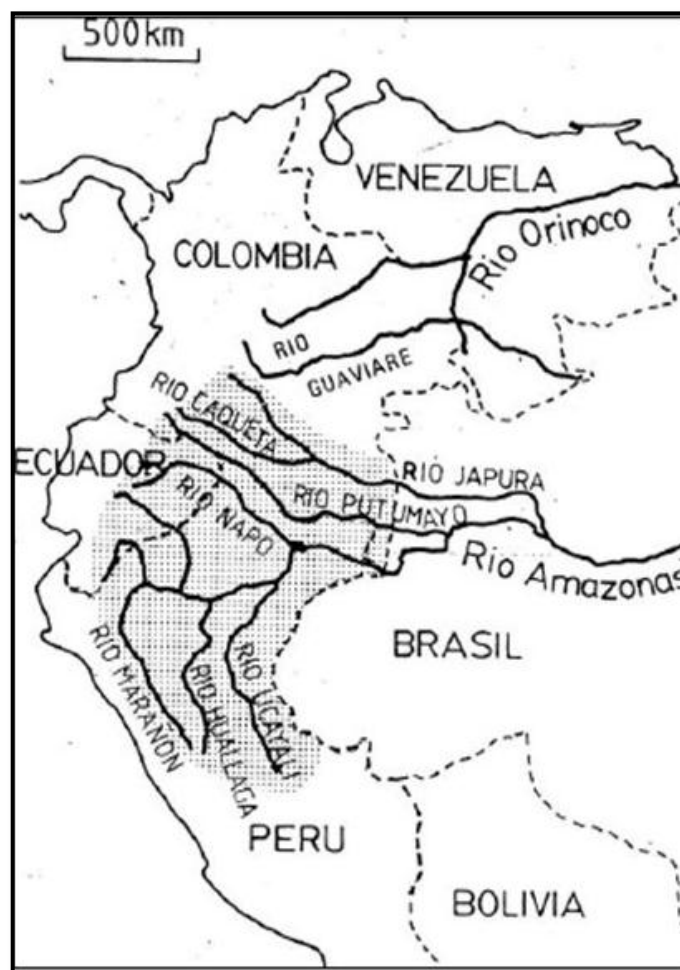 500km
VENEZUELA
Rio Orinoco
COLOMBIA
RIO
GUAVIARE
RIO CAQUETA
ECUADOR
RIO JAPURA
RIO PUTUMAYO
RIO NAPO
Rio Amazonas
BRASIL
RIO MARAÑON
RIO HUALLAGA
RIO UCAYALI
PERU
BOLIVIA